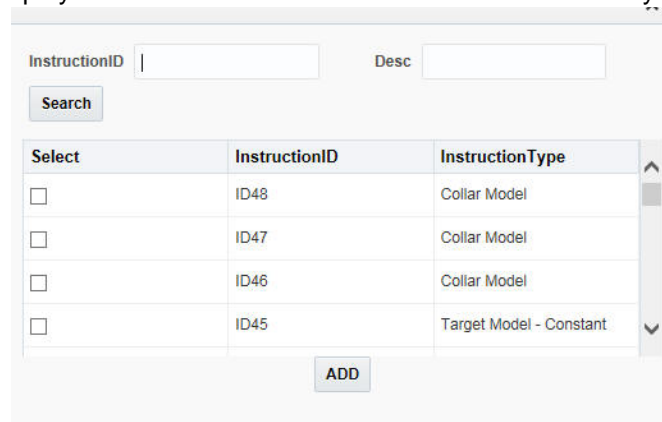 InstructionID Desc
Search
Select InstructionID InstructionType
ID48 Collar Model
ID47 Collar Model
ID46 Collar Model
ID45 Target Model - Constant
ADD